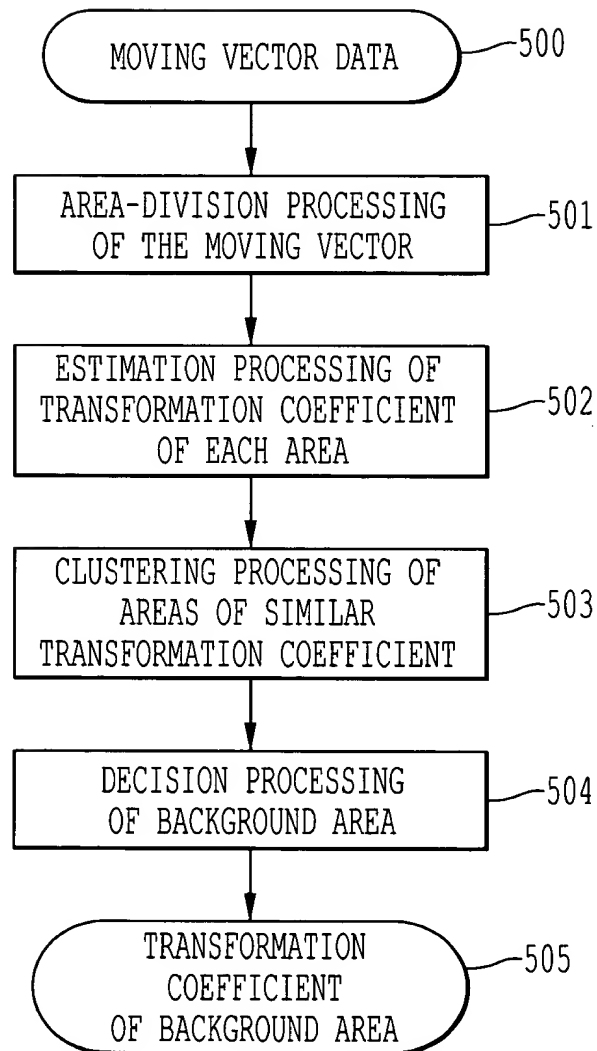 MOVING VECTOR DATA
500
AREA-DIVISION PROCESSING
OF THE MOVING VECTOR
501
ESTIMATION PROCESSING OF
TRANSFORMATION COEFFICIENT
OF EACH AREA
502
CLUSTERING PROCESSING OF
AREAS OF SIMILAR
TRANSFORMATION COEFFICIENT
503
DECISION PROCESSING
OF BACKGROUND AREA
504
TRANSFORMATION
COEFFICIENT
OF BACKGROUND AREA
505